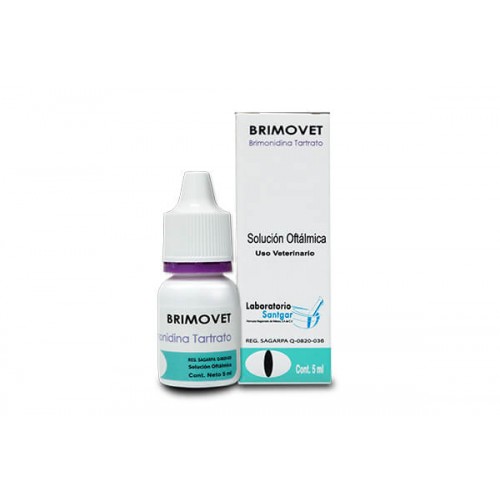 BRIMOVET
Brimonidina Tartrato
Solución Oftálmica
Uso Veterinario
Laboratorio
Santgar
REG. SAGARPA Q-0820-036
Cont. 5 ml
BRIMOVET
monidina Tartrato
Solución Oftálmica
Cont. Neto 5 ml